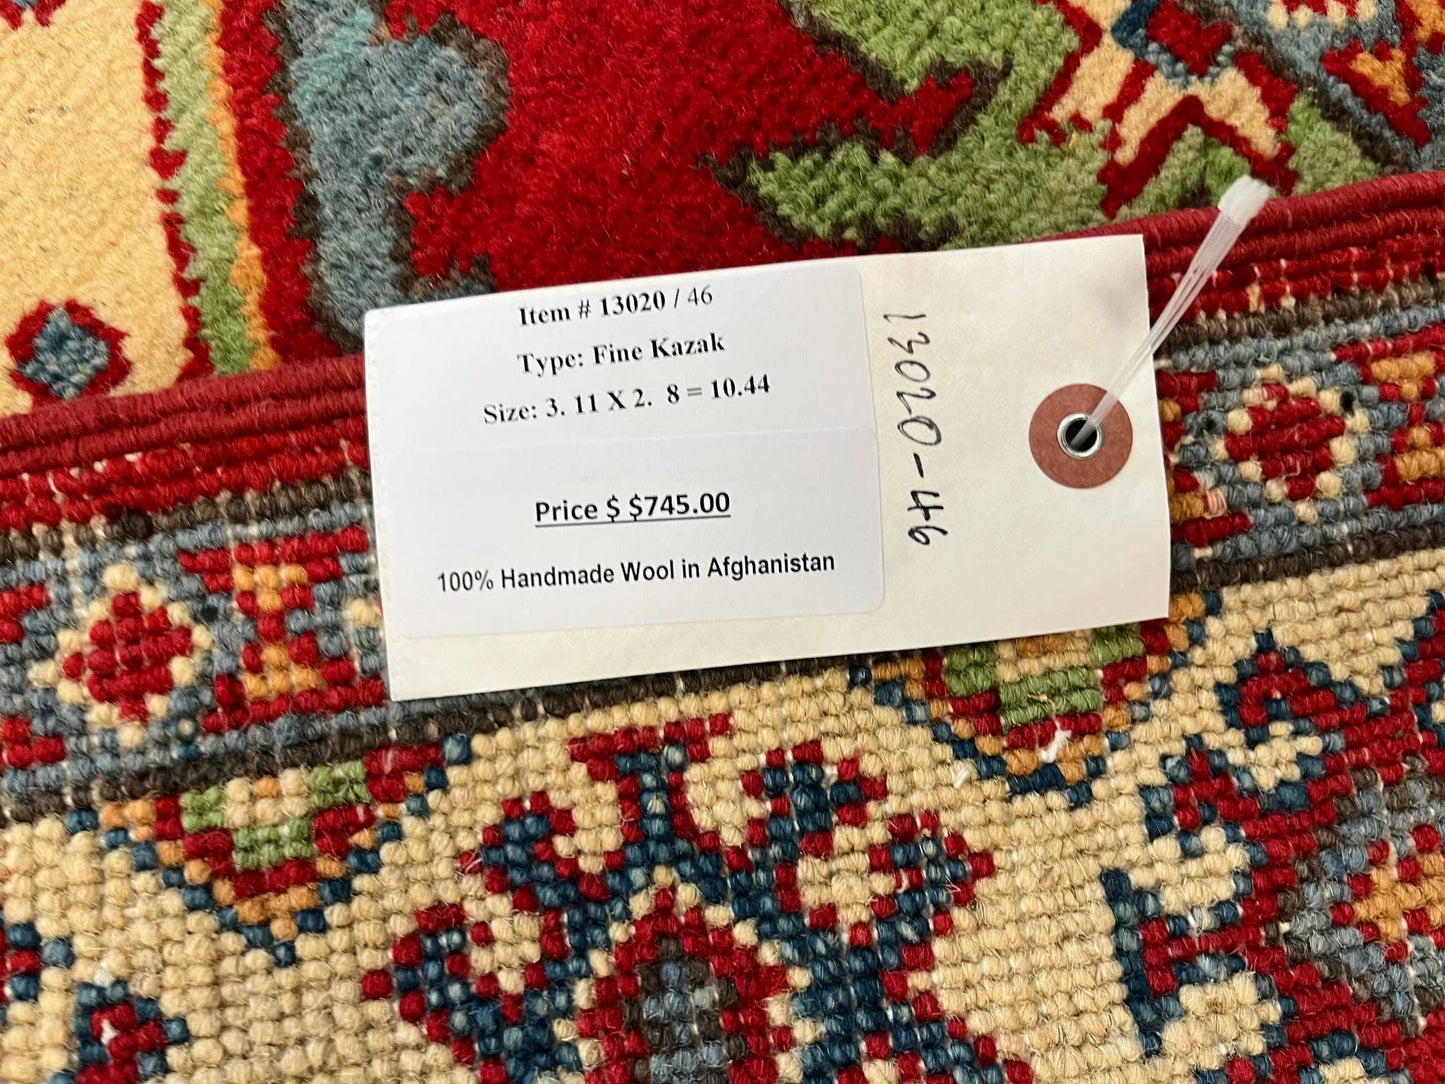 Item # 13020 / 46
Type: Fine Kazak
Size: 3. 11 X 2.  8 = 10.44
Price $ $745.00
100% Handmade Wool in Afghanistan
13020-46